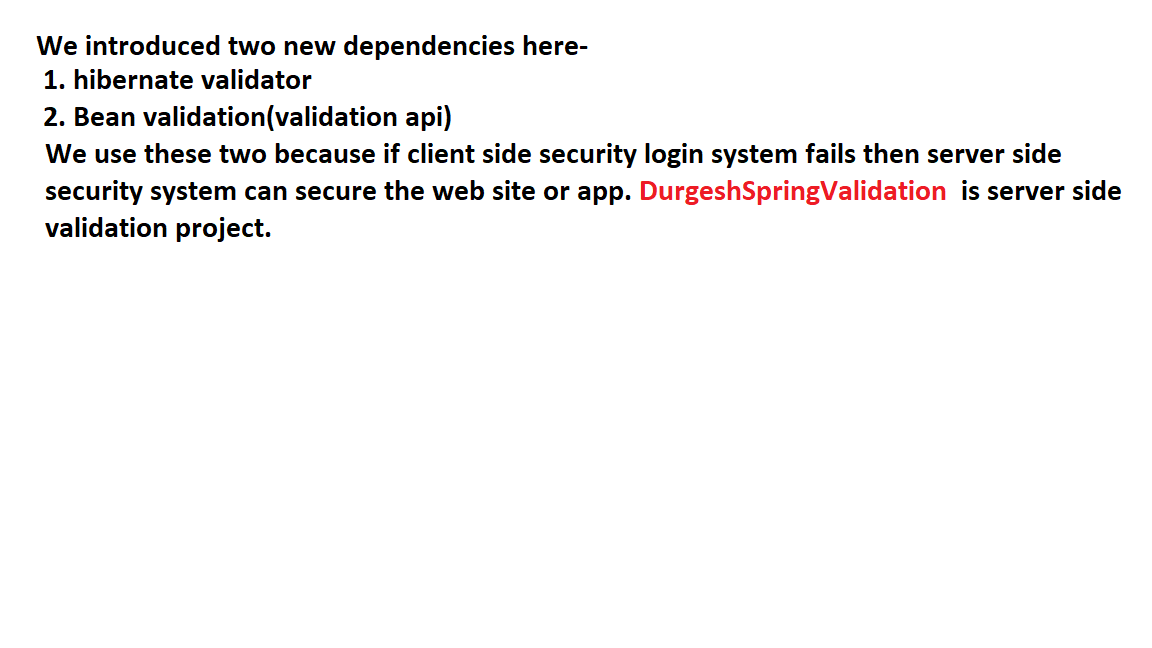 We introduced two new dependencies here-
1. hibernate validator
2. Bean validation(validation api)
We use these two because if client side security login system fails then server side
security system can secure the web site or app. DurgeshSpringValidation is server side
validation project.